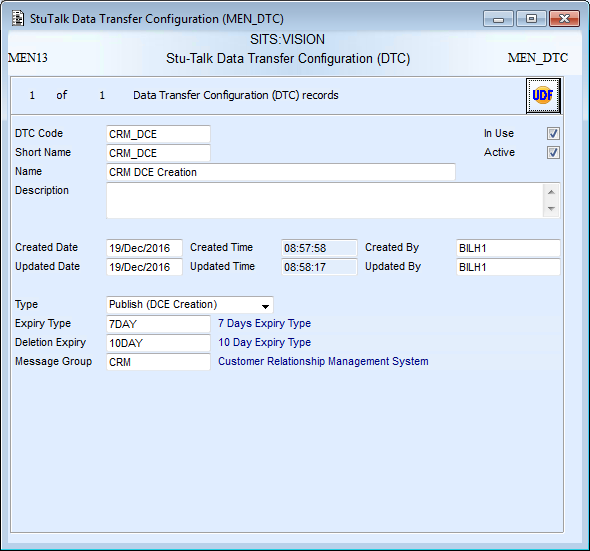 StuTalk Data Transfer Configuration (MEN_DTC)
SITS:VISION
MEN13 Stu-Talk Data Transfer Configuration (DTC) MEN_DTC
1 of 1 Data Transfer Configuration (DTC) records UDF
DTC Code CRM_DCE In Use
Short Name CRM_DCE Active
Name CRM DCE Creation
Description
Created Date 19/Dec/2016 Created Time 08:57:58 Created By BILH1
Updated Date 19/Dec/2016 Updated Time 08:58:17 Updated By BILH1
Type Publish (DCE Creation)
Expiry Type 7DAY 7 Days Expiry Type
Deletion Expiry 10DAY 10 Day Expiry Type
Message Group CRM Customer Relationship Management System